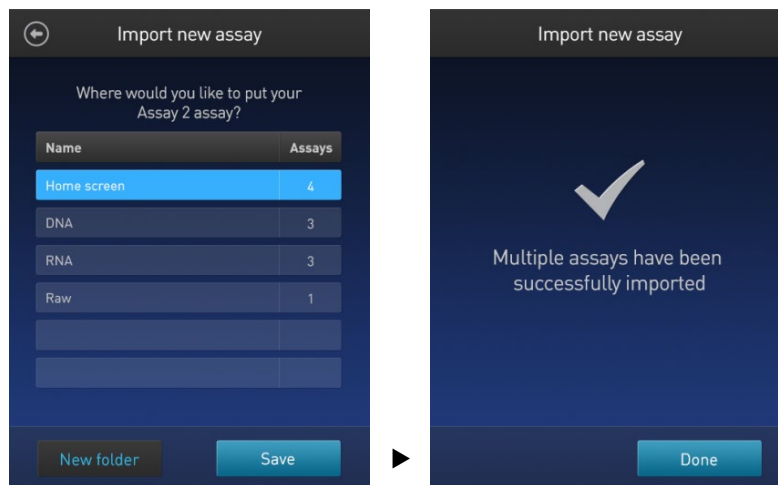 Import new assay
Where would you like to put your
Assay 2 assay?
Name Assays
Home screen 4
DNA 3
RNA 3
Raw 1
New folder Save
Import new assay
Multiple assays have been
successfully imported
Done